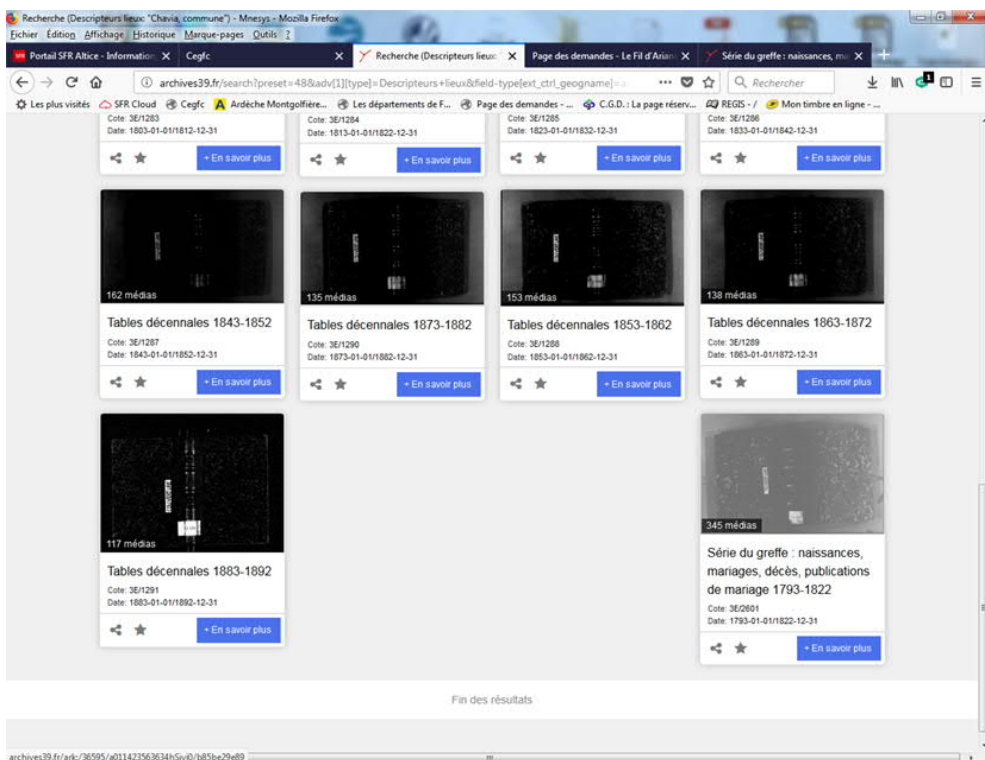 Recherche (Descripteurs lieux: "Chavia, commune") - Mnesys - Mozilla Firefox
Fichier Édition Affichage Historique Marque-pages Outils ?
Portail SFR Altice - Information X Cegfc X Recherche (Descripteurs lieux: X Page des demandes - Le Fil d'Arian X Série du greffe : naissances, m X +
archives39.fr/search?preset=48&adv[1][type]=Descripteurs+lieux&field-type[ext_ctrl_geogname]= Rechercher 1
Les plus visités SFR Cloud Cegfc Ardèche Montgolfière... Les départements de F... Page des demandes - ... C.G.D. : La page réserv... REGIS - / Mon timbre en ligne - ...
Cote: 3E/1283 Cote: 3E/1284 Cote: 3E/1285 Cote: 3E/1286
Date: 1803-01-01/1812-12-31 Date: 1813-01-01/1822-12-31 Date: 1823-01-01/1832-12-31 Date: 1833-01-01/1842-12-31
+ En savoir plus + En savoir plus + En savoir plus + En savoir plus
162 médias 135 médias 153 médias 138 médias
Tables décennales 1843-1852 Tables décennales 1873-1882 Tables décennales 1853-1862 Tables décennales 1863-1872
Cote: 3E/1287 Cote: 3E/1290 Cote: 3E/1288 Cote: 3E/1289
Date: 1843-01-01/1852-12-31 Date: 1873-01-01/1882-12-31 Date: 1853-01-01/1862-12-31 Date: 1863-01-01/1872-12-31
+ En savoir plus + En savoir plus + En savoir plus + En savoir plus
117 médias
Tables décennales 1883-1892
Cote: 3E/1291
Date: 1883-01-01/1892-12-31
+ En savoir plus
345 médias
Série du greffe : naissances,
mariages, décès, publications
de mariage 1793-1822
Cote: 3E/2601
Date: 1793-01-01/1822-12-31
+ En savoir plus
Fin des résultats
archives39.fr/ark:/36595/a011423563634hSivj0/b85be29e89